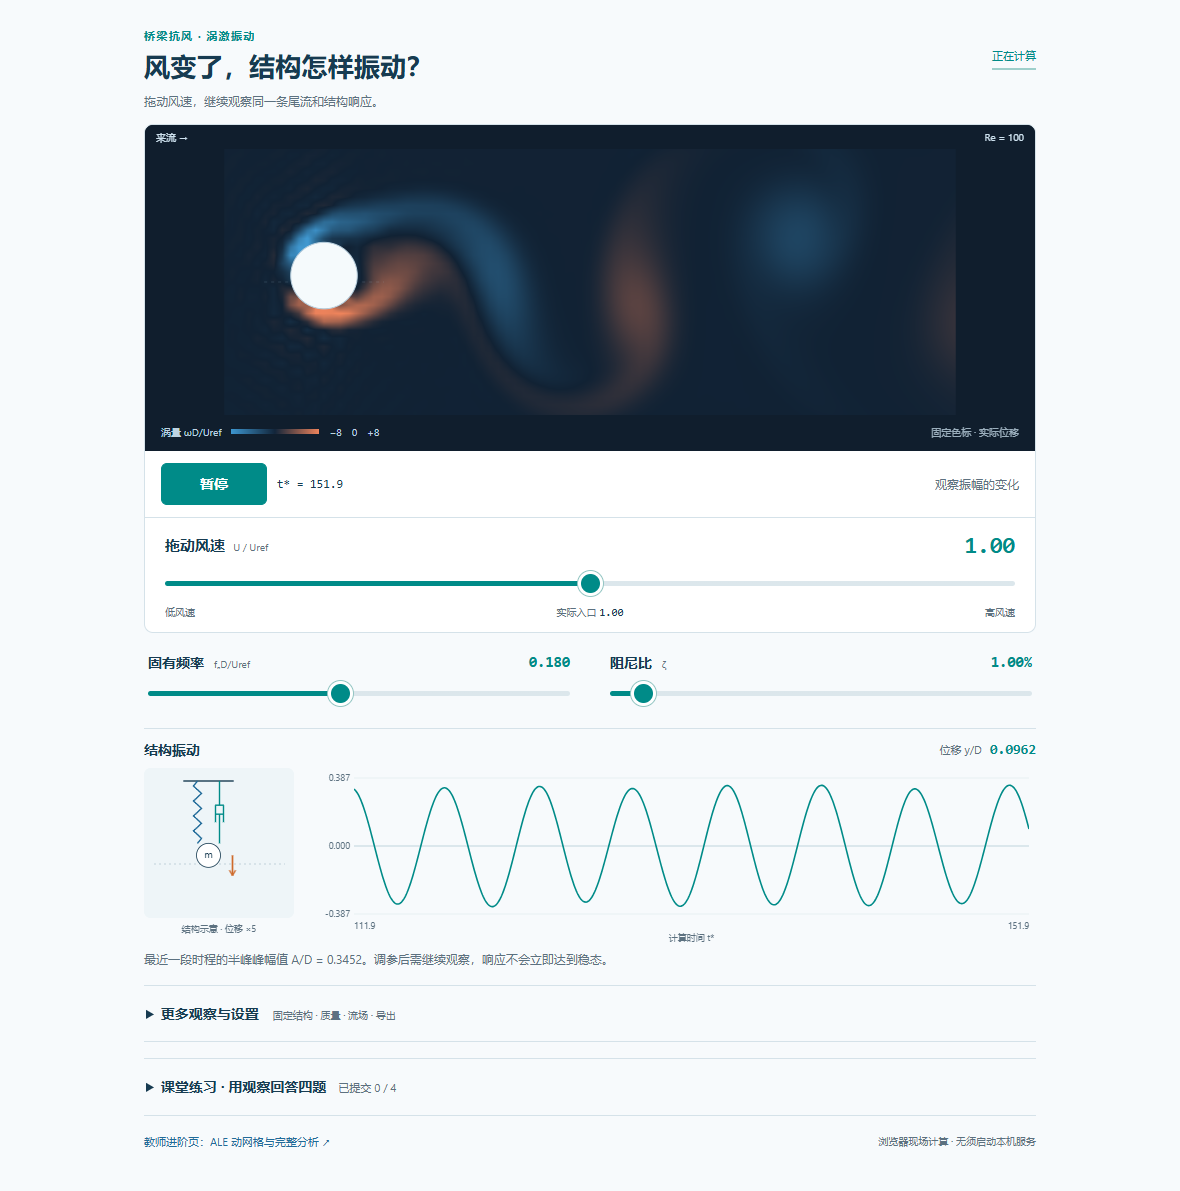 桥梁抗风 · 涡激振动
风变了，结构怎样振动？
正在计算
拖动风速，继续观察同一条尾流和结构响应。
来流 →
Re = 100
涡量 ωD/Uref
−8 0 +8
固定色标 · 实际位移
暂停
t* = 151.9
观察振幅的变化
拖动风速 U / Uref
1.00
低风速
实际入口 1.00
高风速
固有频率 fₙD/Uref
0.180
阻尼比 ζ
1.00%
结构振动
位移 y/D 0.0962
m
结构示意 · 位移 ×5
0.387
0.000
-0.387
111.9
151.9
计算时间 t*
最近一段时程的半峰峰幅值 A/D = 0.3452。调参后需继续观察，响应不会立即达到稳态。
▶ 更多观察与设置 固定结构 · 质量 · 流场 · 导出
▶ 课堂练习 · 用观察回答四题 已提交 0 / 4
教师进阶页：ALE 动网格与完整分析 ↗
浏览器现场计算 · 无须启动本机服务